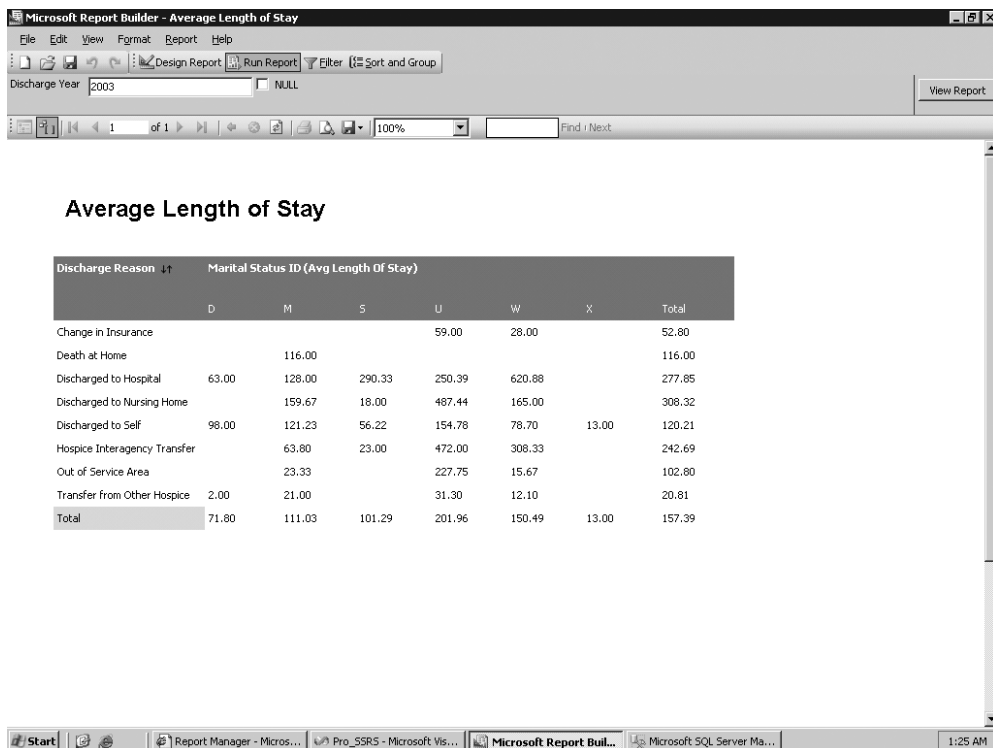 Microsoft Report Builder - Average Length of Stay
File Edit View Format Report Help
Design Report Run Report Filter Sort and Group
Discharge Year 2003 NULL View Report
1 of 1 100% Find | Next
Average Length of Stay
Discharge Reason Marital Status ID (Avg Length Of Stay)
D M S U W X Total
Change in Insurance 59.00 28.00 52.80
Death at Home 116.00 116.00
Discharged to Hospital 63.00 128.00 290.33 250.39 620.88 277.85
Discharged to Nursing Home 159.67 18.00 487.44 165.00 308.32
Discharged to Self 98.00 121.23 56.22 154.78 78.70 13.00 120.21
Hospice Interagency Transfer 63.80 23.00 472.00 308.33 242.69
Out of Service Area 23.33 227.75 15.67 102.80
Transfer from Other Hospice 2.00 21.00 31.30 12.10 20.81
Total 71.80 111.03 101.29 201.96 150.49 13.00 157.39
Start Report Manager - Micros... Pro_SSRS - Microsoft Vis... Microsoft Report Buil... Microsoft SQL Server Ma... 1:25 AM